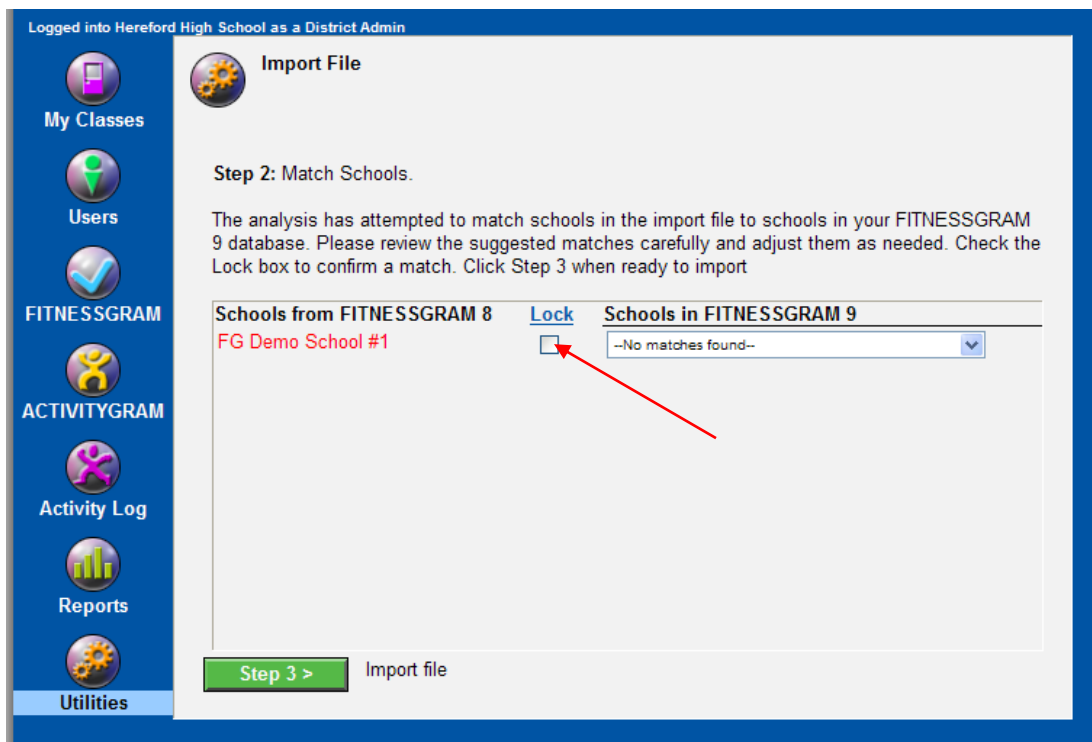 Logged into Hereford High School as a District Admin
My Classes
Users
FITNESSGRAM
ACTIVITYGRAM
Activity Log
Reports
Utilities
Import File
Step 2: Match Schools.
The analysis has attempted to match schools in the import file to schools in your FITNESSGRAM
9 database. Please review the suggested matches carefully and adjust them as needed. Check the
Lock box to confirm a match. Click Step 3 when ready to import
Schools from FITNESSGRAM 8 Lock Schools in FITNESSGRAM 9
FG Demo School #1 --No matches found--
Step 3 > Import file